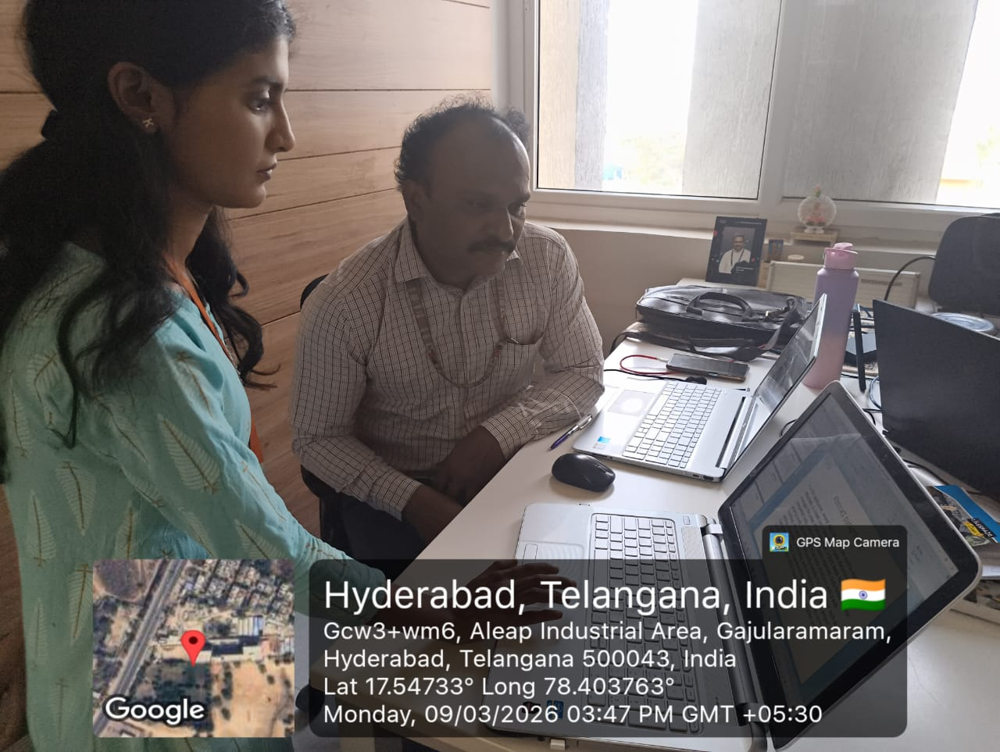 GPS Map Camera
Hyderabad, Telangana, India 🇮🇳
Gcw3+wm6, Aleap Industrial Area, Gajularamaram,
Hyderabad, Telangana 500043, India
Lat 17.54733° Long 78.403763°
Monday, 09/03/2026 03:47 PM GMT +05:30
Google